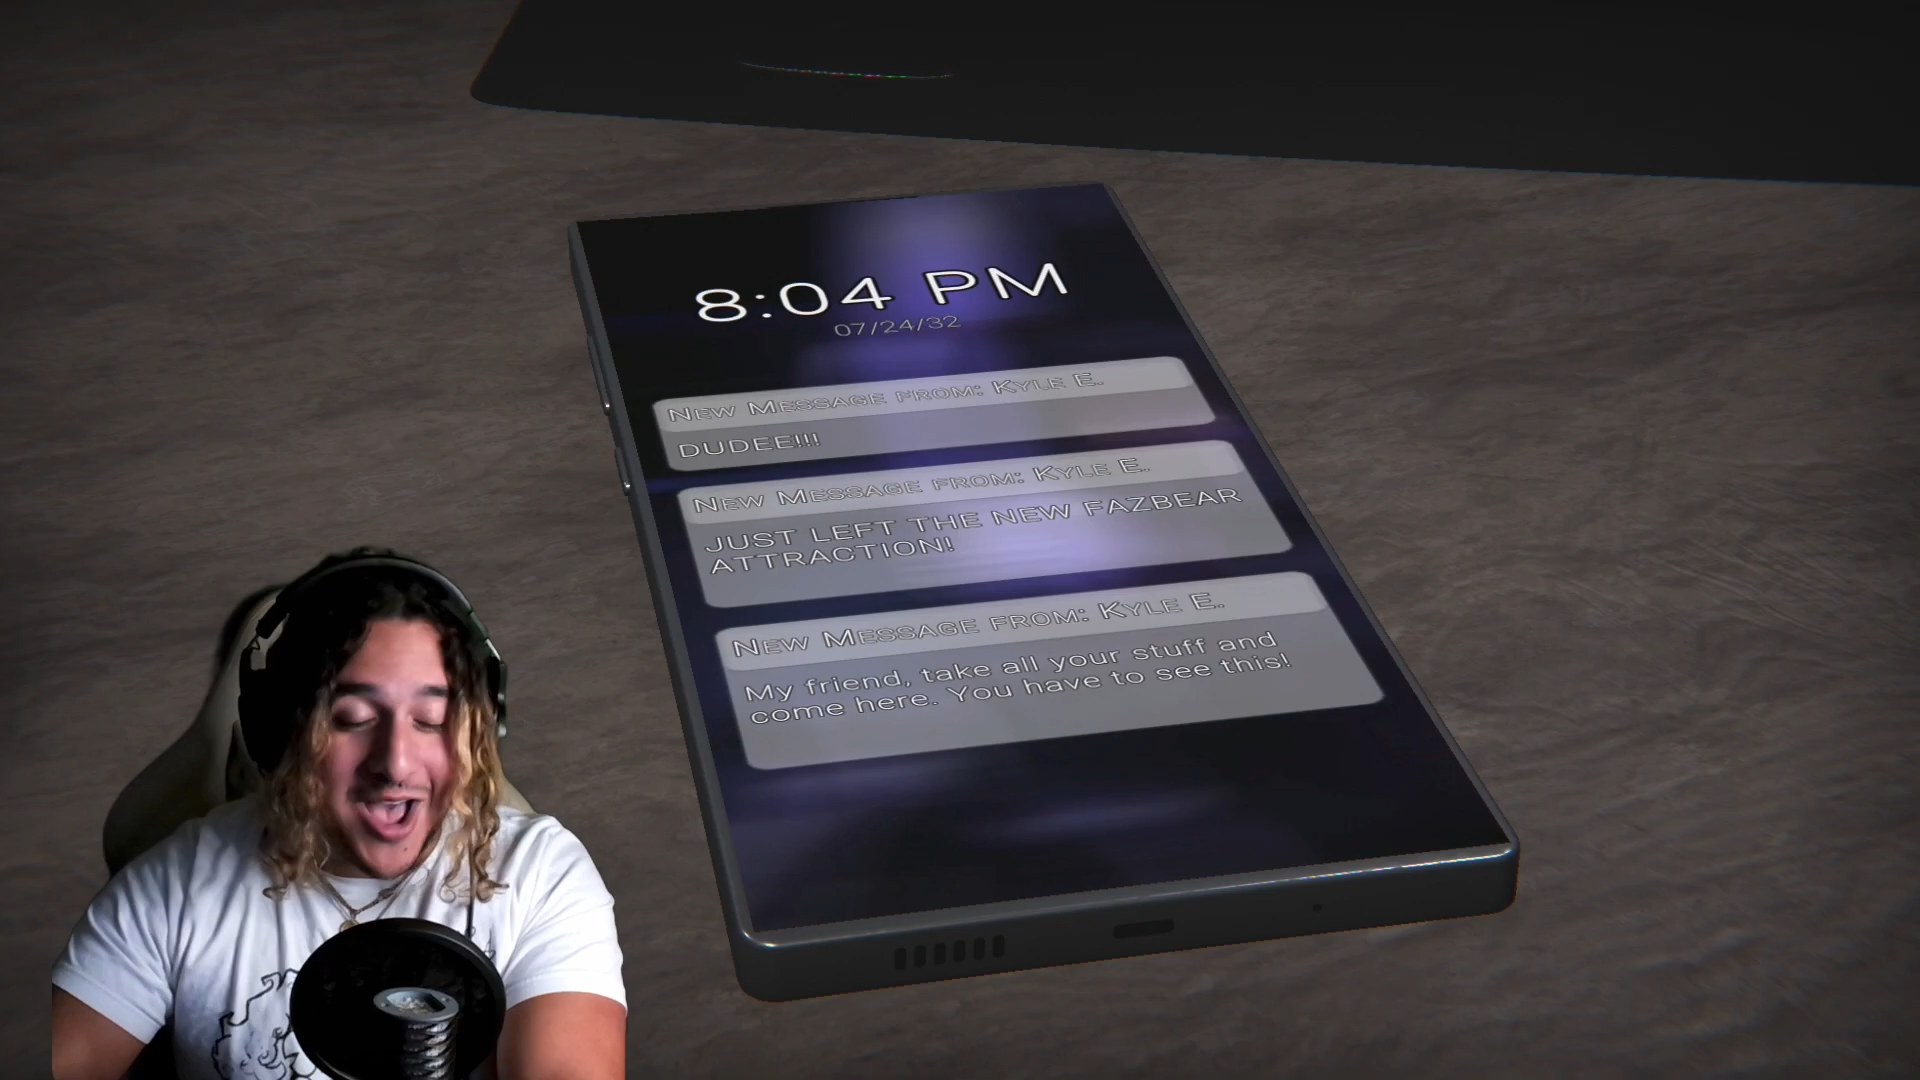 8:04 PM
07/24/32
New Message from: Kyle E.
DUDEE!!!
New Message from: Kyle E.
JUST LEFT THE NEW FAZBEAR
ATTRACTION!
New Message from: Kyle E.
My friend, take all your stuff and
come here. You have to see this!